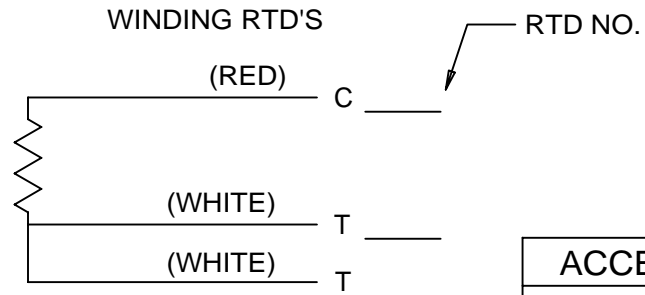 WINDING RTD'S
RTD NO.
(RED) C
(WHITE) T
(WHITE) T